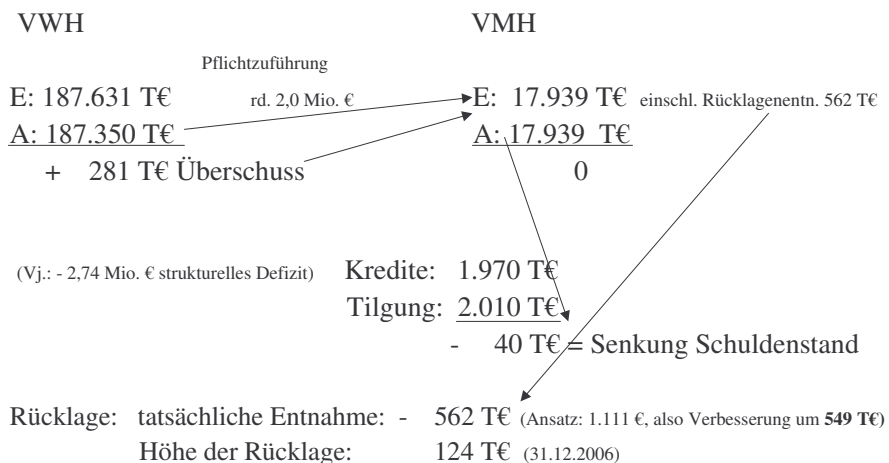 VWH VMH
Pflichtzuführung
E: 187.631 T€ rd. 2,0 Mio. € E: 17.939 T€ einschl. Rücklagenentn. 562 T€
A: 187.350 T€ A: 17.939 T€
+ 281 T€ Überschuss 0
(Vj.: - 2,74 Mio. € strukturelles Defizit) Kredite: 1.970 T€
Tilgung: 2.010 T€
- 40 T€ = Senkung Schuldenstand
Rücklage: tatsächliche Entnahme: - 562 T€ (Ansatz: 1.111 €, also Verbesserung um 549 T€)
Höhe der Rücklage: 124 T€ (31.12.2006)